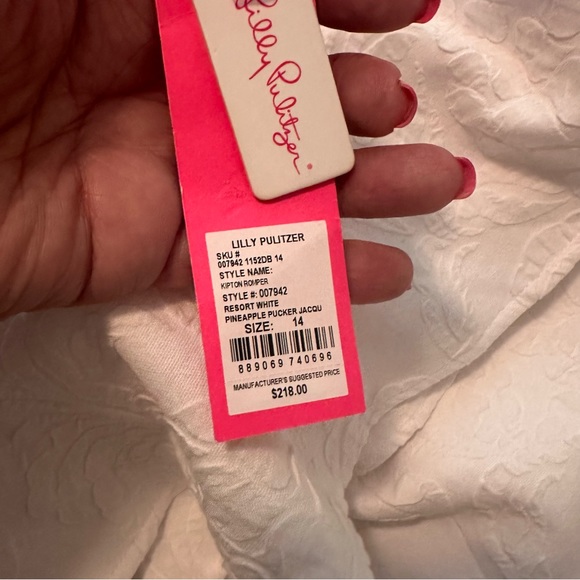 Lilly Pulitzer®
LILLY PULITZER
SKU #
007942 1152DB 14
STYLE NAME:
KIPTON ROMPER
STYLE #: 007942
RESORT WHITE
PINEAPPLE PUCKER JACQU
SIZE: 14
889069 740696
MANUFACTURER'S SUGGESTED PRICE
$218.00